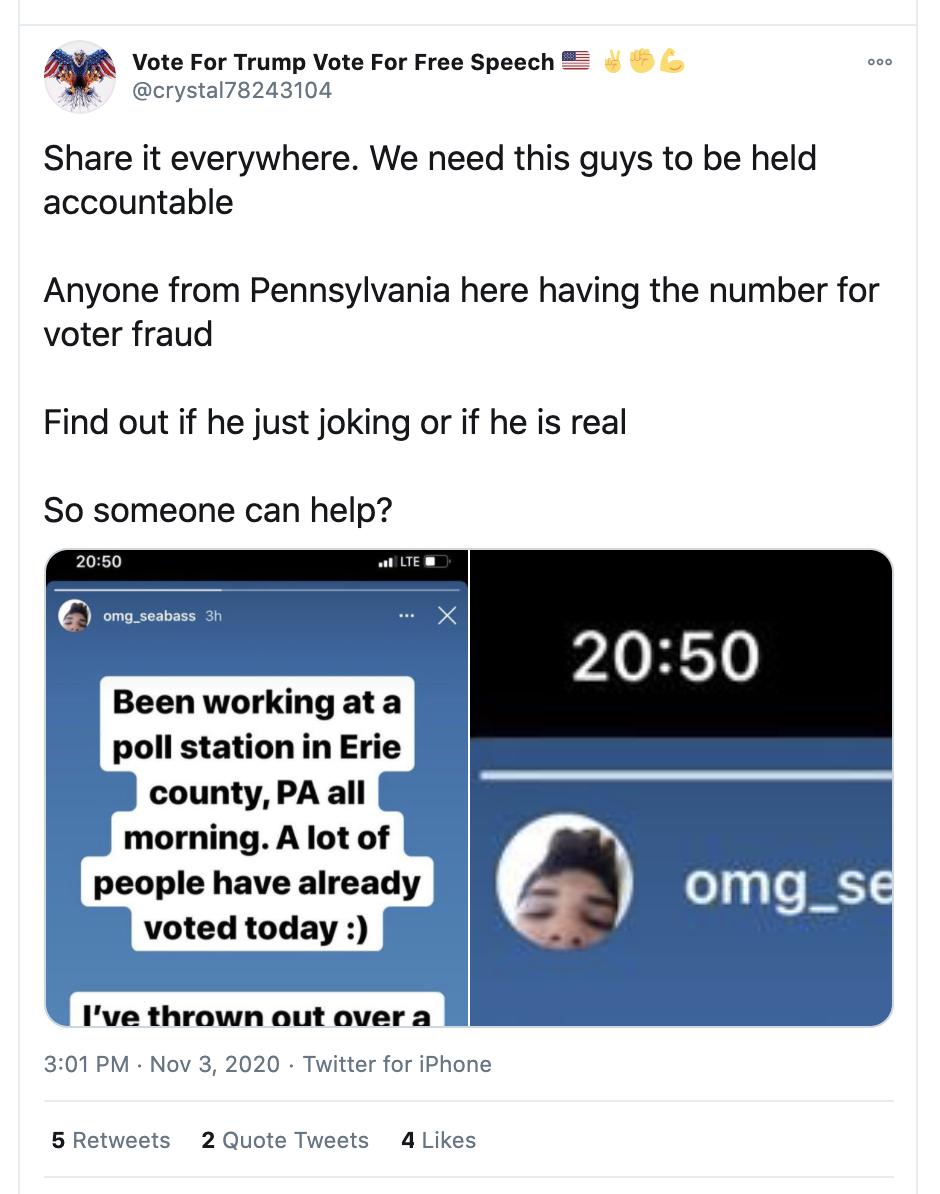 Vote For Trump Vote For Free Speech 🇺🇸 ✌️✊💪
@crystal78243104
Share it everywhere. We need this guys to be held
accountable
Anyone from Pennsylvania here having the number for
voter fraud
Find out if he just joking or if he is real
So someone can help?
20:50 LTE
omg_seabass 3h
Been working at a
poll station in Erie
county, PA all
morning. A lot of
people have already
voted today :)
I've thrown out over a
20:50
omg_se
3:01 PM · Nov 3, 2020 · Twitter for iPhone
5 Retweets 2 Quote Tweets 4 Likes